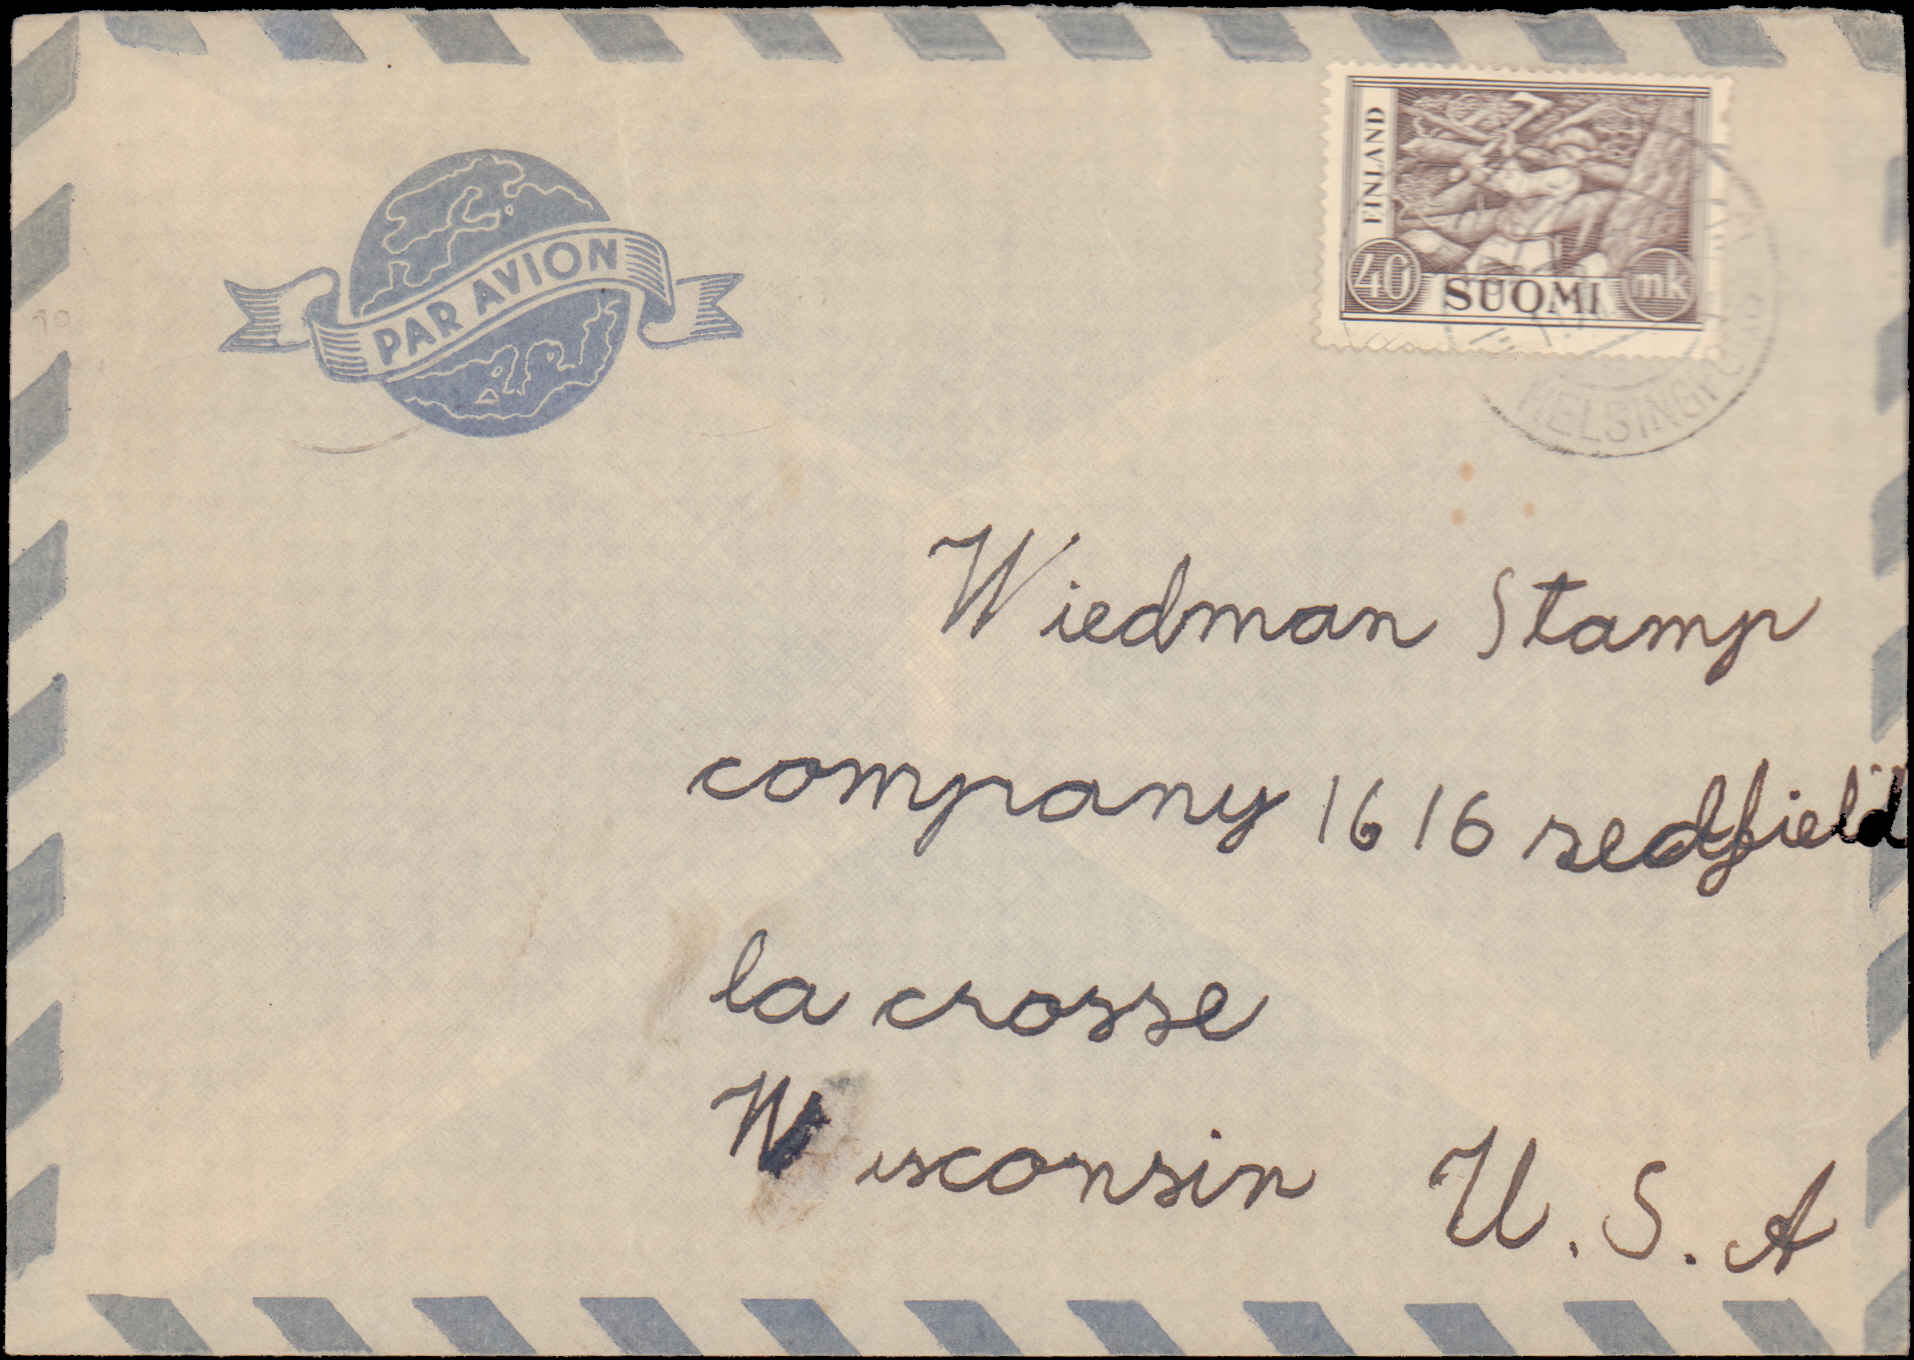 FINLAND
40 SUOMI mk
PAR AVION
HELSINGFORS
Wiedman Stamp
company 1616 redfield
la crosse
Wisconsin U.S.A